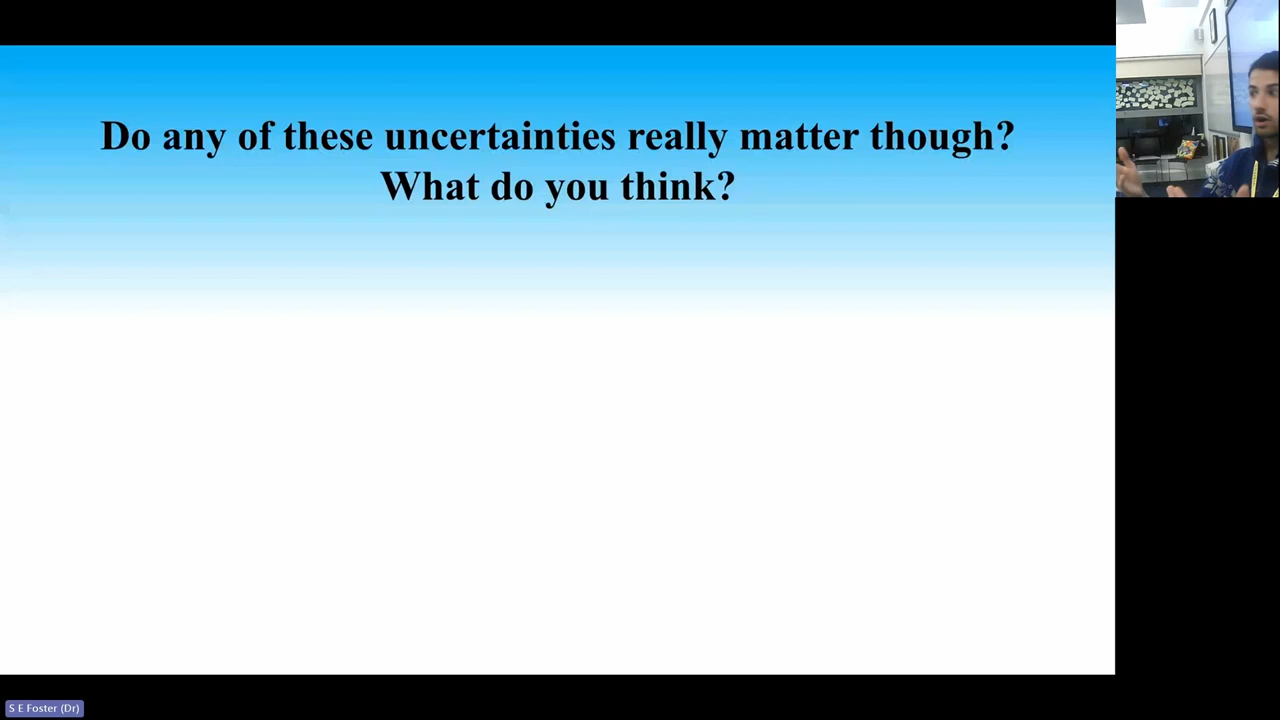 Do any of these uncertainties really matter though?
What do you think?
S E Foster (Dr)